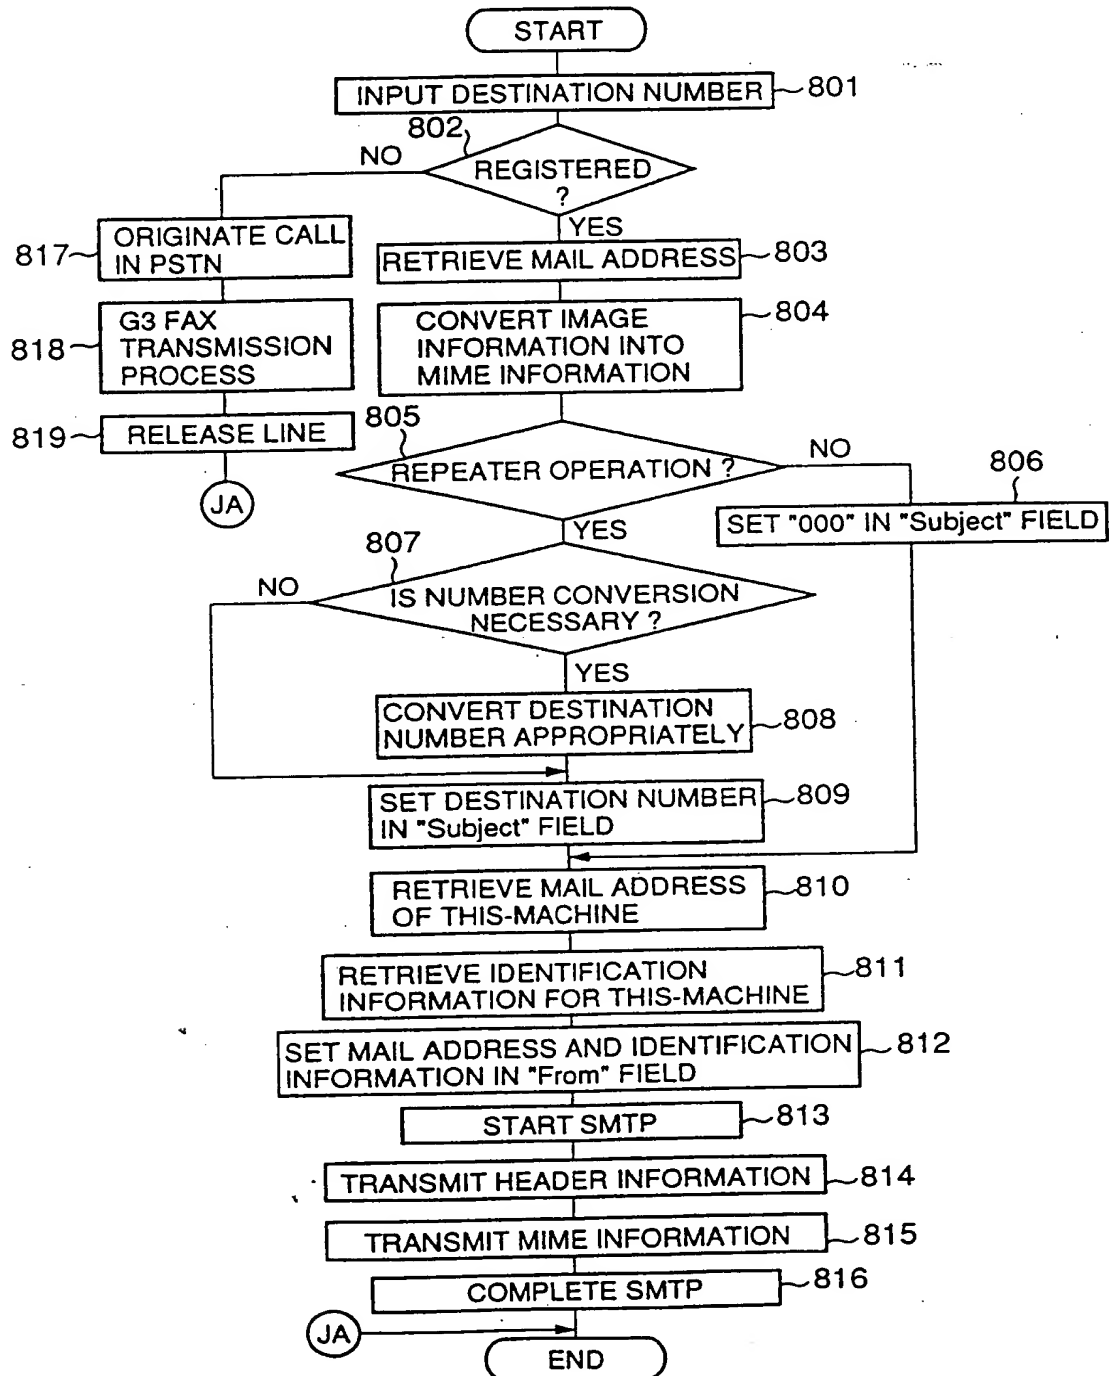 START
INPUT DESTINATION NUMBER
801
802
REGISTERED
?
NO
YES
817
ORIGINATE CALL
IN PSTN
RETRIEVE MAIL ADDRESS
803
818
G3 FAX
TRANSMISSION
PROCESS
CONVERT IMAGE
INFORMATION INTO
MIME INFORMATION
804
819
RELEASE LINE
JA
805
REPEATER OPERATION ?
NO
YES
806
SET "000" IN "Subject" FIELD
807
NO
IS NUMBER CONVERSION
NECESSARY ?
YES
CONVERT DESTINATION
NUMBER APPROPRIATELY
808
SET DESTINATION NUMBER
IN "Subject" FIELD
809
RETRIEVE MAIL ADDRESS
OF THIS-MACHINE
810
RETRIEVE IDENTIFICATION
INFORMATION FOR THIS-MACHINE
811
SET MAIL ADDRESS AND IDENTIFICATION
INFORMATION IN "From" FIELD
812
START SMTP
813
TRANSMIT HEADER INFORMATION
814
TRANSMIT MIME INFORMATION
815
COMPLETE SMTP
816
JA
END